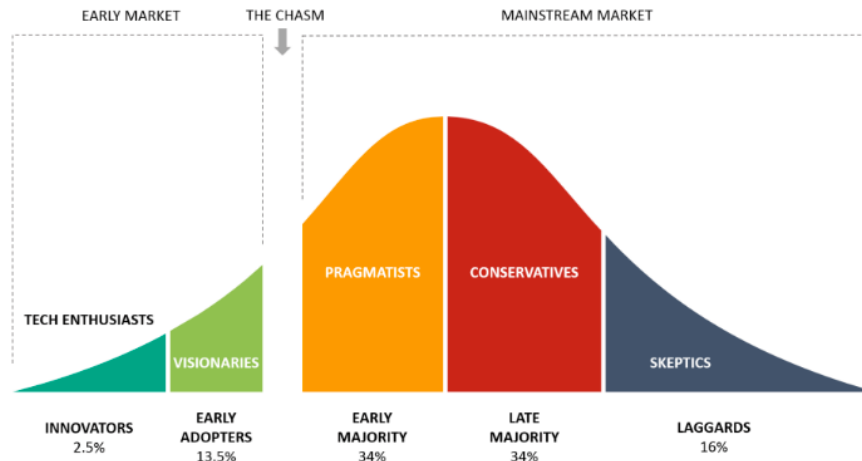 EARLY MARKET
THE CHASM
MAINSTREAM MARKET
PRAGMATISTS
CONSERVATIVES
TECH ENTHUSIASTS
VISIONARIES
SKEPTICS
INNOVATORS
2.5%
EARLY
ADOPTERS
13.5%
EARLY
MAJORITY
34%
LATE
MAJORITY
34%
LAGGARDS
16%